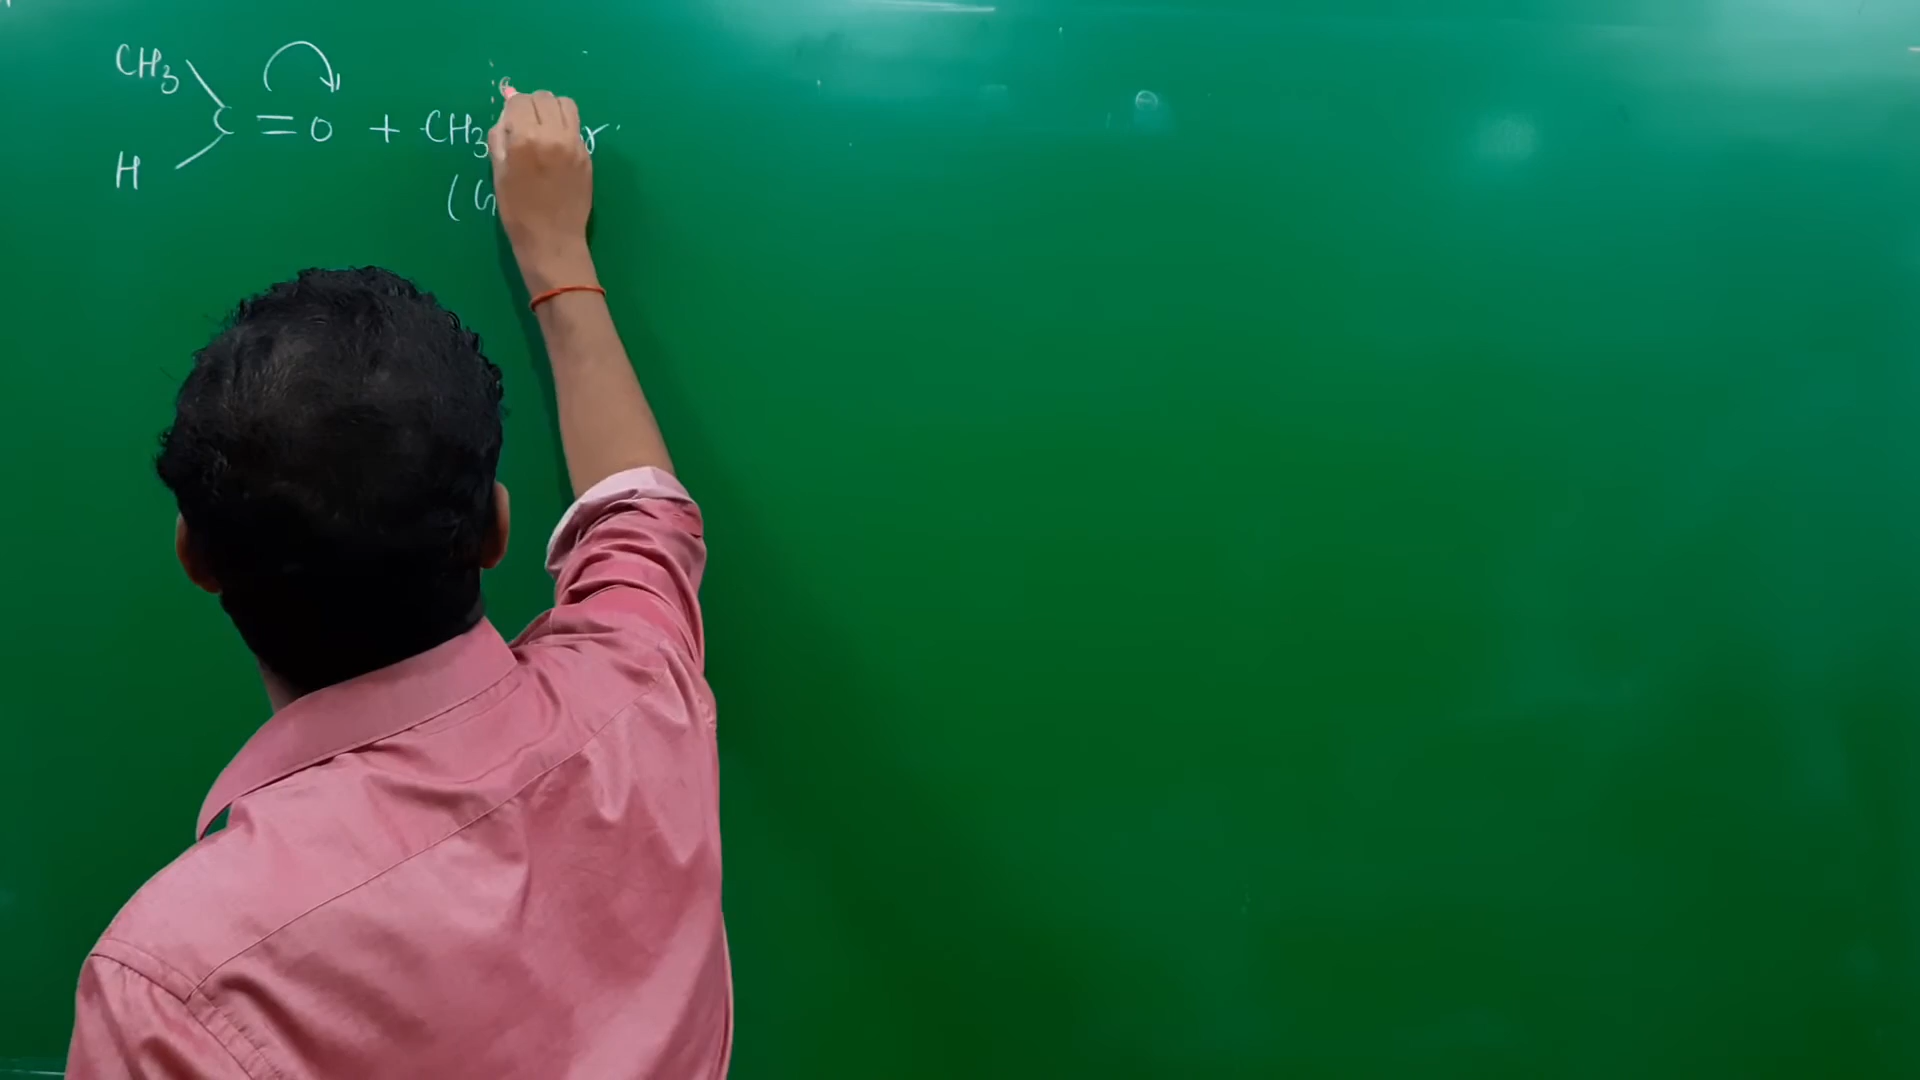 CH3
C = O + CH3
H
(G